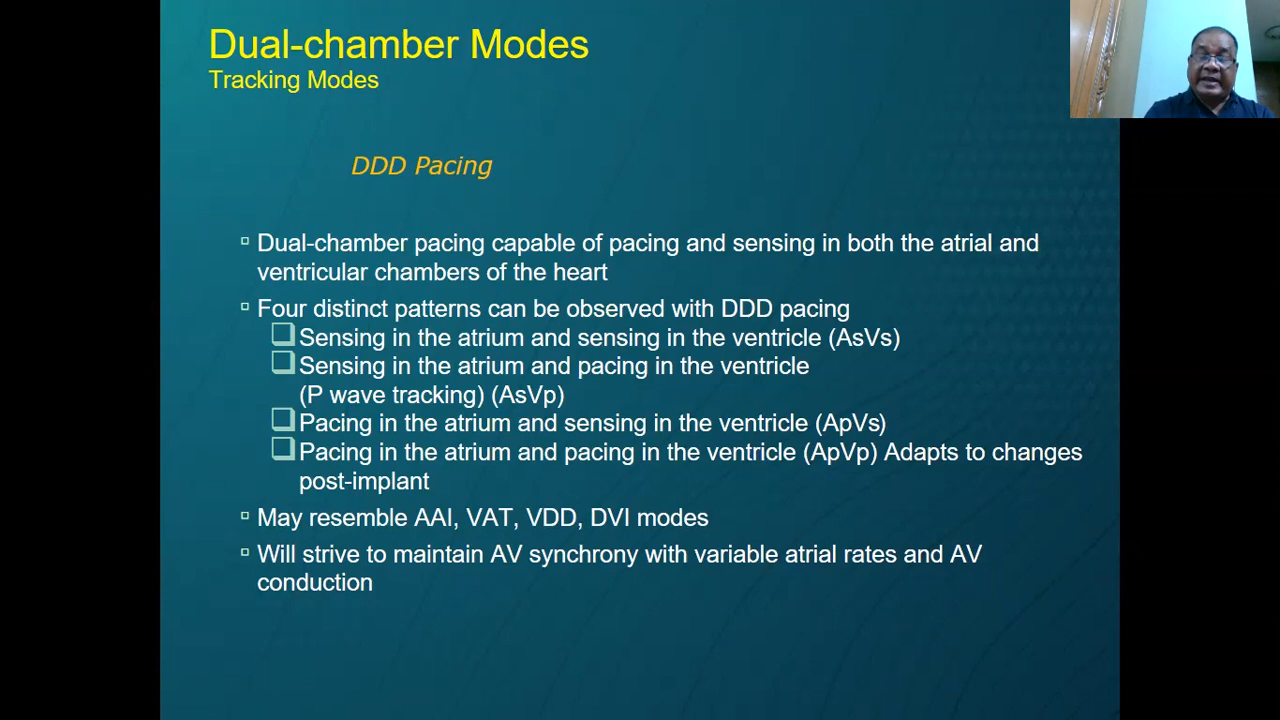 Dual-chamber Modes
Tracking Modes
DDD Pacing
Dual-chamber pacing capable of pacing and sensing in both the atrial and
ventricular chambers of the heart
Four distinct patterns can be observed with DDD pacing
Sensing in the atrium and sensing in the ventricle (AsVs)
Sensing in the atrium and pacing in the ventricle
(P wave tracking) (AsVp)
Pacing in the atrium and sensing in the ventricle (ApVs)
Pacing in the atrium and pacing in the ventricle (ApVp) Adapts to changes
post-implant
May resemble AAI, VAT, VDD, DVI modes
Will strive to maintain AV synchrony with variable atrial rates and AV
conduction